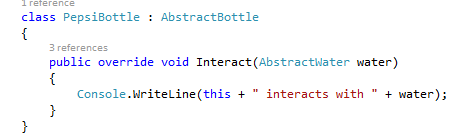 1 reference
class PepsiBottle : AbstractBottle
{
3 references
public override void Interact(AbstractWater water)
{
Console.WriteLine(this + " interacts with " + water);
}
}